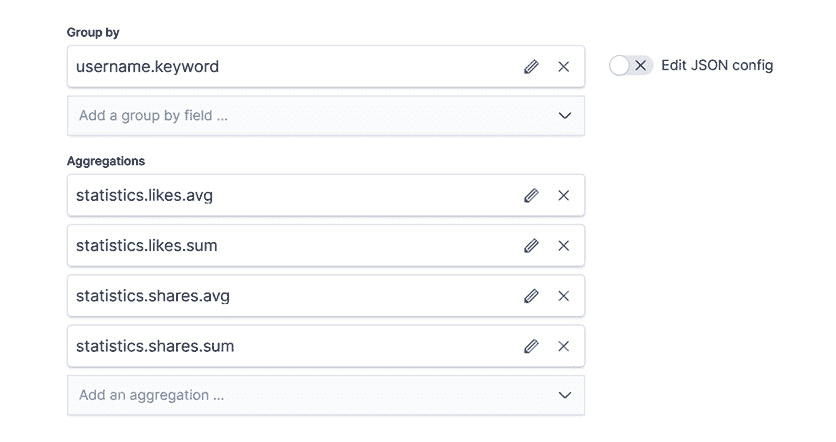 Group by
username.keyword
Edit JSON config
Add a group by field ...
Aggregations
statistics.likes.avg
statistics.likes.sum
statistics.shares.avg
statistics.shares.sum
Add an aggregation ...